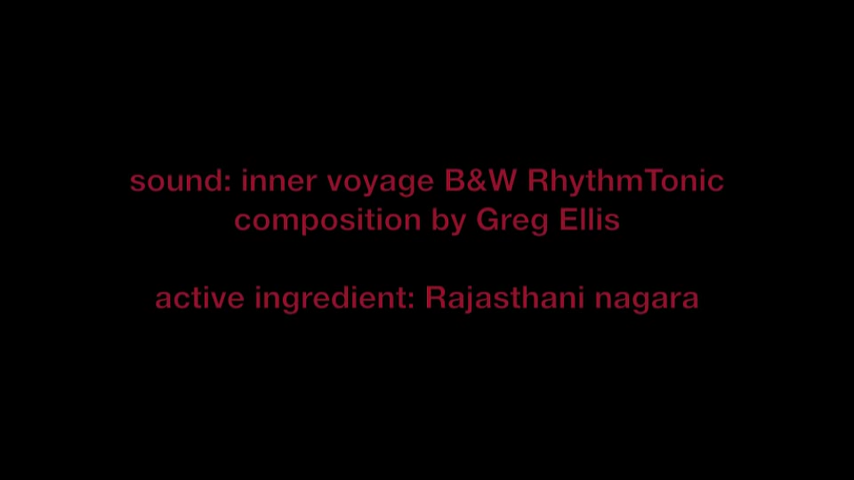 sound: inner voyage B&W RhythmTonic
composition by Greg Ellis
active ingredient: Rajasthani nagara